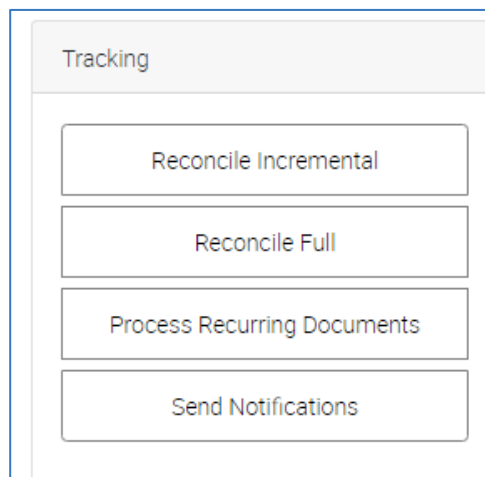 Tracking
Reconcile Incremental
Reconcile Full
Process Recurring Documents
Send Notifications